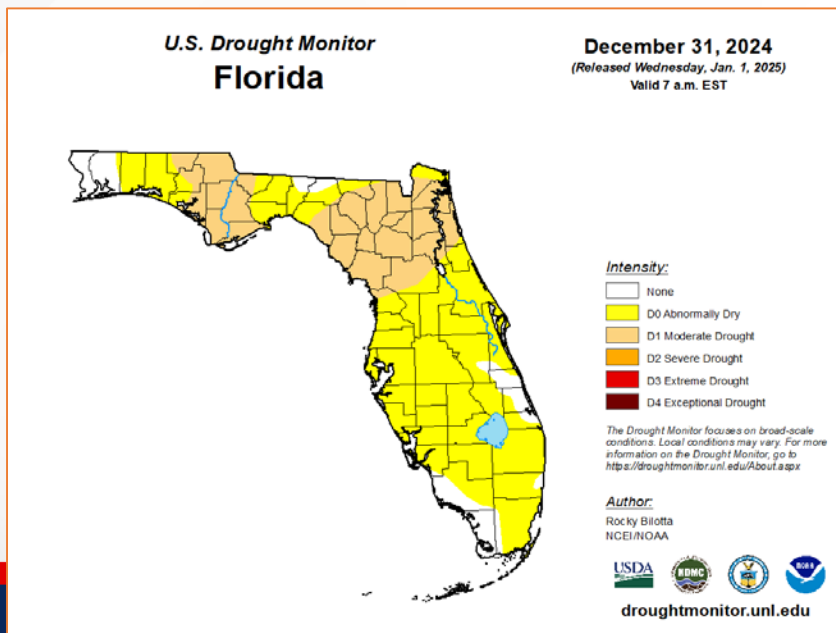 U.S. Drought Monitor
Florida
December 31, 2024
(Released Wednesday, Jan. 1, 2025)
Valid 7 a.m. EST
Intensity:
None
D0 Abnormally Dry
D1 Moderate Drought
D2 Severe Drought
D3 Extreme Drought
D4 Exceptional Drought
The Drought Monitor focuses on broad-scale
conditions. Local conditions may vary. For more
information on the Drought Monitor, go to
https://droughtmonitor.unl.edu/About.aspx
Author:
Rocky Bilotta
NCEI/NOAA
USDA
NDMC
NOAA
droughtmonitor.unl.edu